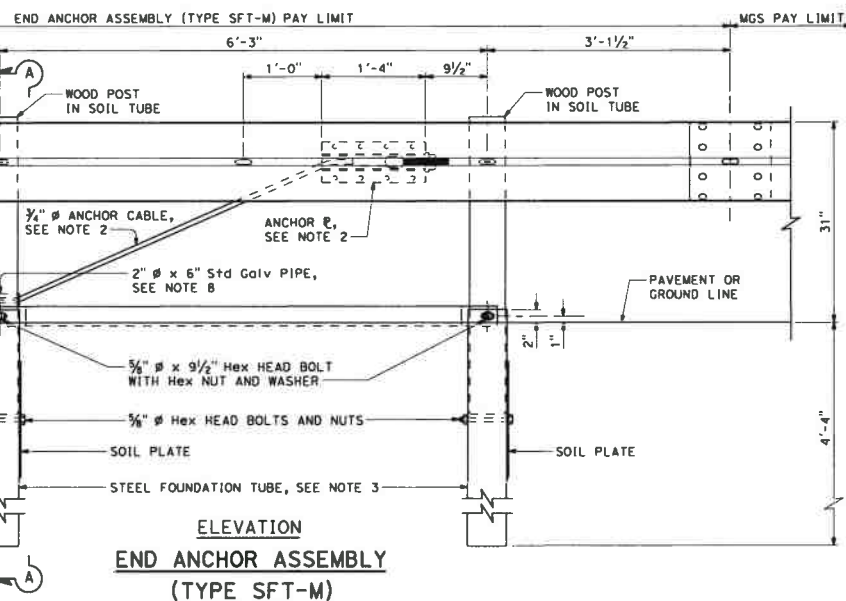 END ANCHOR ASSEMBLY (TYPE SFT-M) PAY LIMIT
MGS PAY LIMIT
6'-3"
3'-1½"
A
1'-0"
1'-4"
9½"
WOOD POST
IN SOIL TUBE
WOOD POST
IN SOIL TUBE
¾" ø ANCHOR CABLE,
SEE NOTE 2
ANCHOR ⅊,
SEE NOTE 2
31"
2" ø x 6" Std Galv PIPE,
SEE NOTE 8
PAVEMENT OR
GROUND LINE
2"
1"
⅝" ø x 9½" Hex HEAD BOLT
WITH Hex NUT AND WASHER
⅝" ø Hex HEAD BOLTS AND NUTS
4'-4"
SOIL PLATE
SOIL PLATE
STEEL FOUNDATION TUBE, SEE NOTE 3
ELEVATION
END ANCHOR ASSEMBLY
(TYPE SFT-M)
A